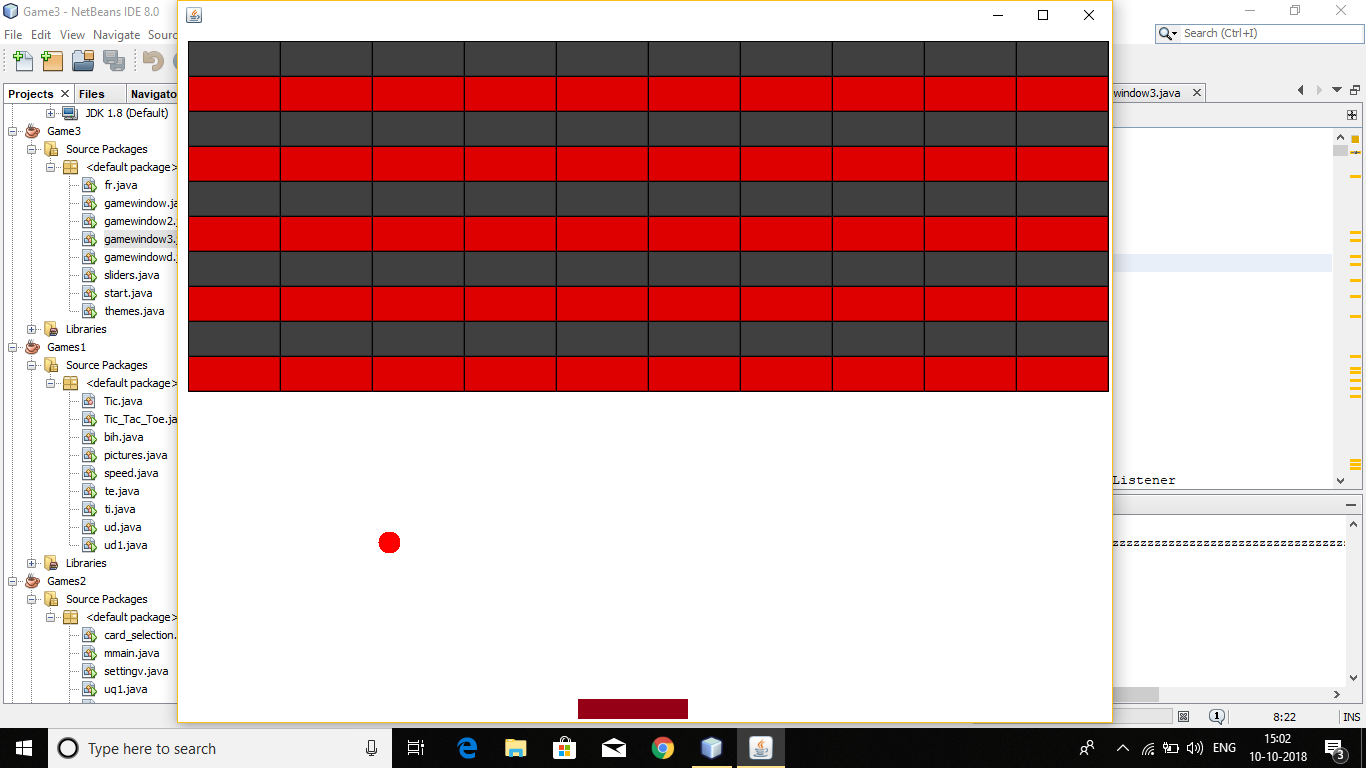 Game3 - NetBeans IDE 8.0
File Edit View Navigate Sourc
Search (Ctrl+I)
Projects Files Navigato
window3.java
JDK 1.8 (Default)
Game3
Source Packages
<default package>
fr.java
gamewindow.ja
gamewindow2.
gamewindow3.
gamewindowd.
sliders.java
start.java
themes.java
Libraries
Games1
Source Packages
<default package>
Tic.java
Tic_Tac_Toe.ja
bih.java
pictures.java
speed.java
te.java
ti.java
ud.java
ud1.java
Libraries
Games2
Source Packages
<default package>
card_selection.
mmain.java
settingv.java
uq1.java
Listener
1
8:22
INS
Type here to search
ENG
15:02
10-10-2018
3